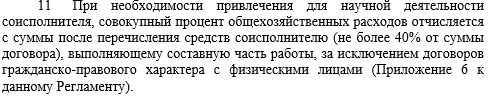 11 При необходимости привлечения для научной деятельности
соисполнителя, совокупный процент общехозяйственных расходов отчисляется
с суммы после перечисления средств соисполнителю (не более 40% от суммы
договора), выполняющему составную часть работы, за исключением договоров
гражданско-правового характера с физическими лицами (Приложение 6 к
данному Регламенту).